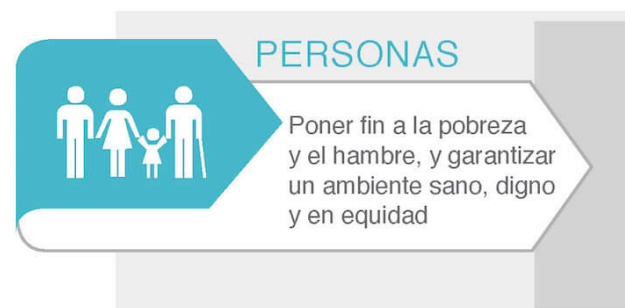 PERSONAS
Poner fin a la pobreza
y el hambre, y garantizar
un ambiente sano, digno
y en equidad